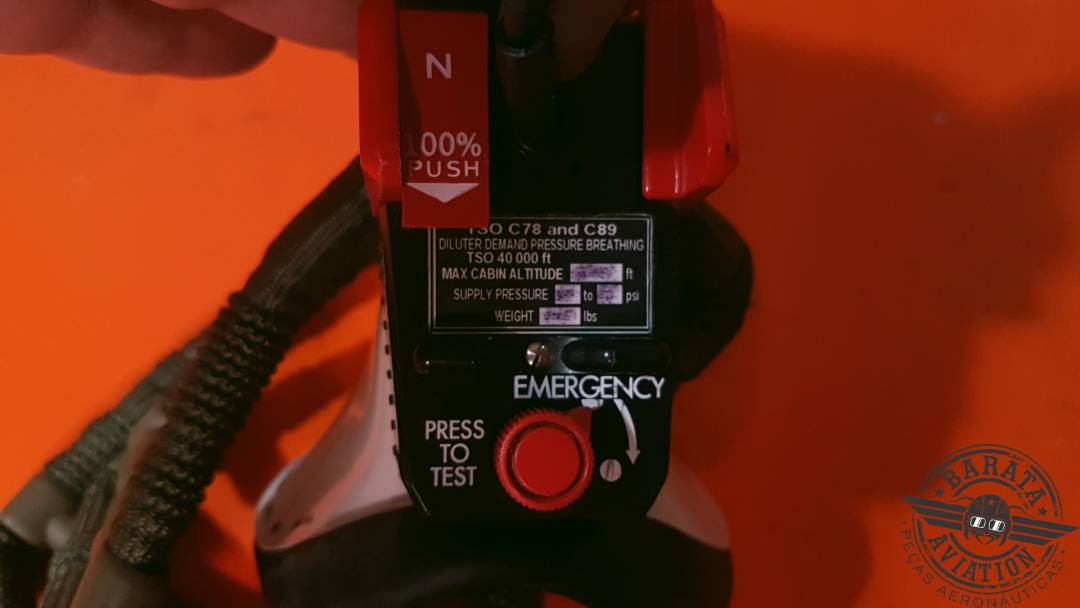 N
100%
PUSH
TSO C78 and C89
DILUTER DEMAND PRESSURE BREATHING
TSO 40 000 ft
MAX CABIN ALTITUDE ft
SUPPLY PRESSURE to psi
WEIGHT lbs
EMERGENCY
PRESS
TO
TEST
BARATA
AVIATION
PEÇAS AERONÁUTICAS